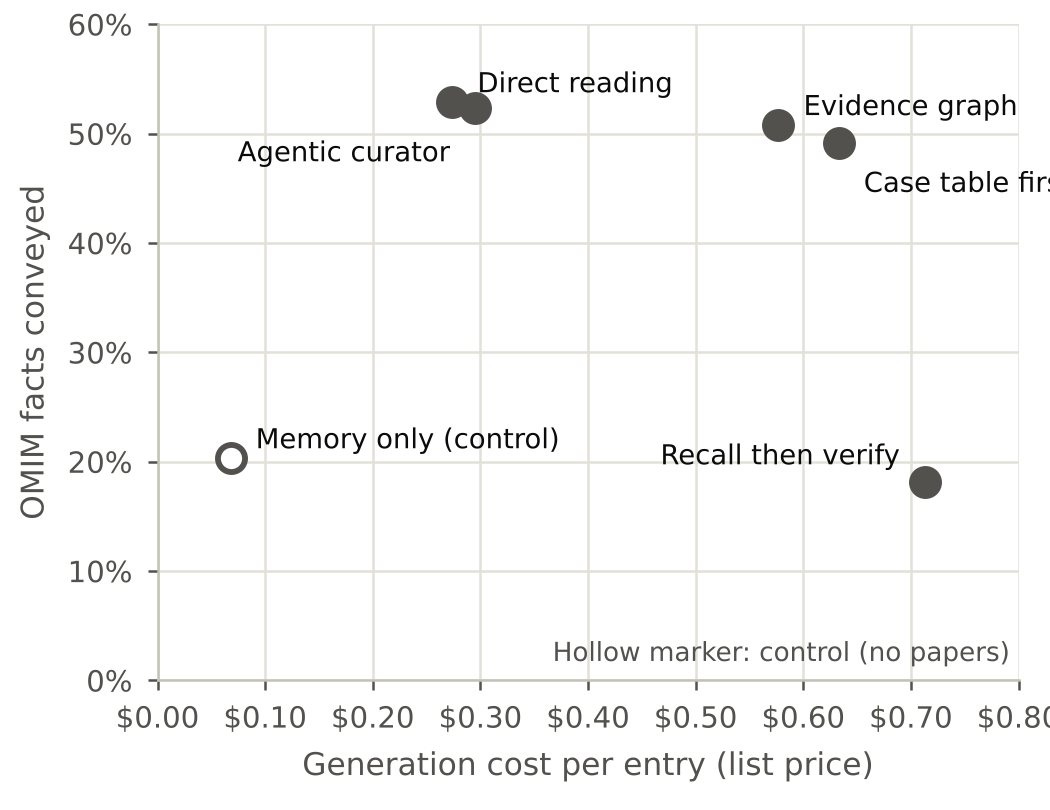 60%
50%
40%
30%
20%
10%
0%
OMIM facts conveyed
Direct reading
Evidence graph
Agentic curator
Case table firs
Memory only (control)
Recall then verify
Hollow marker: control (no papers)
$0.00 $0.10 $0.20 $0.30 $0.40 $0.50 $0.60 $0.70 $0.80
Generation cost per entry (list price)